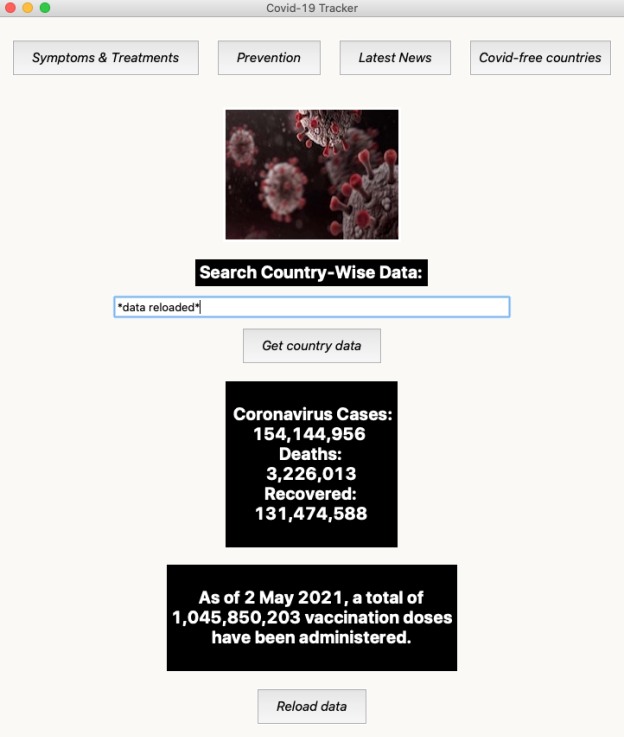 Covid-19 Tracker
Symptoms & Treatments
Prevention
Latest News
Covid-free countries
Search Country-Wise Data:
*data reloaded*
Get country data
Coronavirus Cases:
154,144,956
Deaths:
3,226,013
Recovered:
131,474,588
As of 2 May 2021, a total of
1,045,850,203 vaccination doses
have been administered.
Reload data